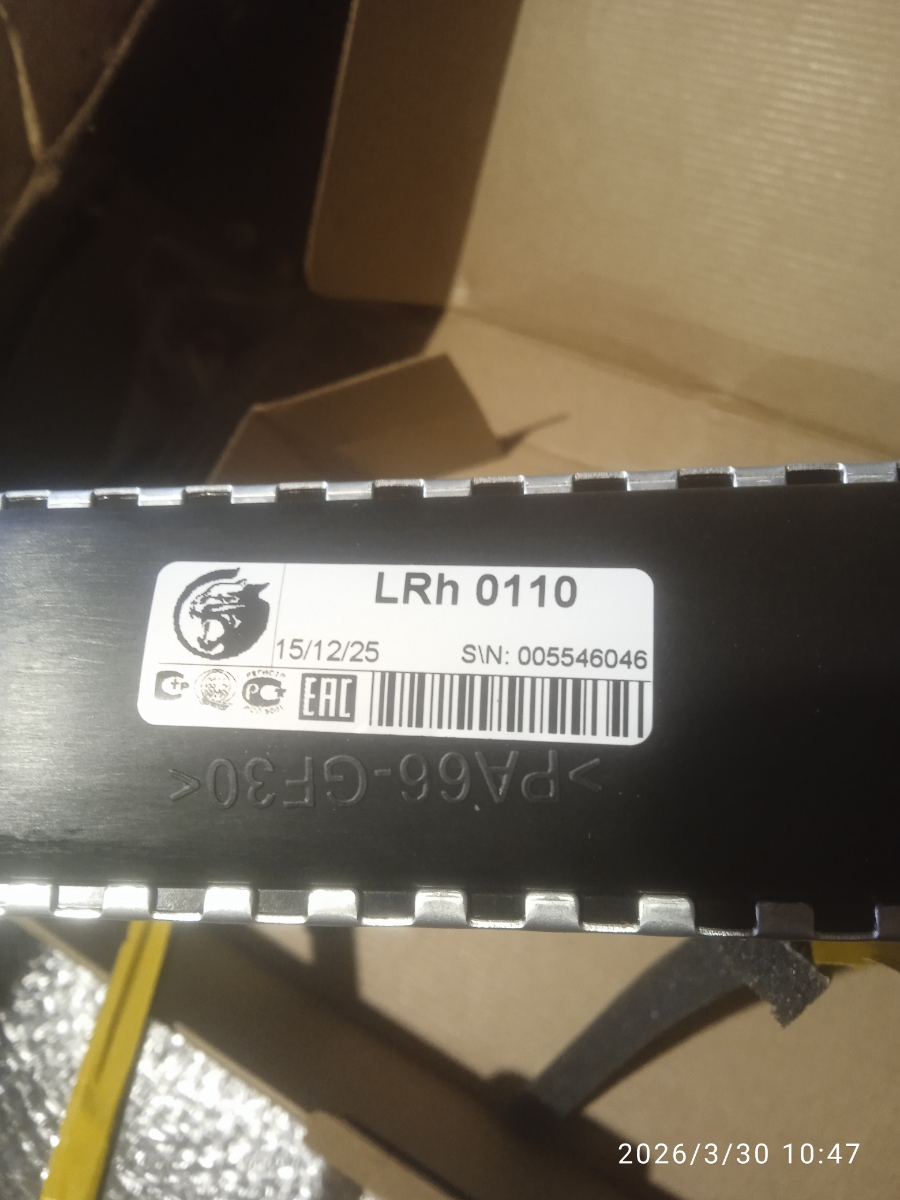 LRh 0110
15/12/25 S\N: 005546046
EAC
>PA66-GF30<
2026/3/30 10:47